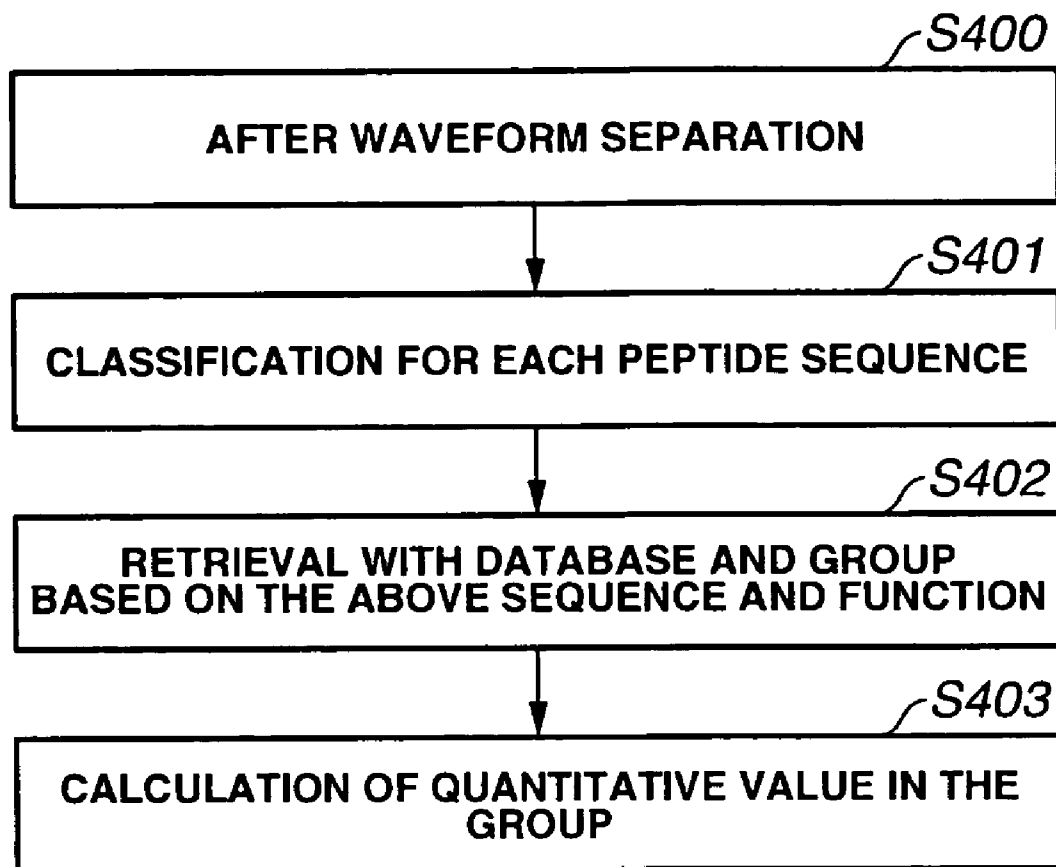 S400
AFTER WAVEFORM SEPARATION
S401
CLASSIFICATION FOR EACH PEPTIDE SEQUENCE
S402
RETRIEVAL WITH DATABASE AND GROUP
BASED ON THE ABOVE SEQUENCE AND FUNCTION
S403
CALCULATION OF QUANTITATIVE VALUE IN THE
GROUP